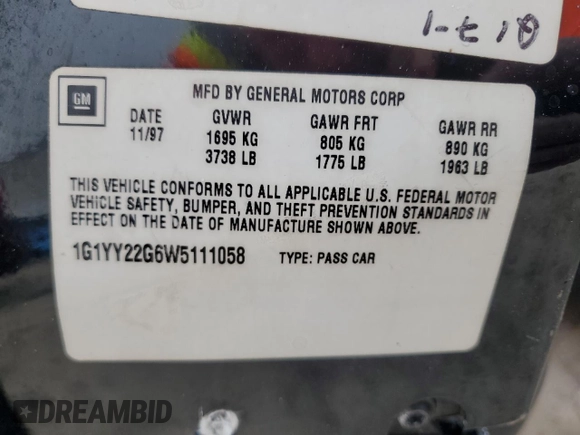 GM
MFD BY GENERAL MOTORS CORP
DATE GVWR GAWR FRT GAWR RR
11/97 1695 KG 805 KG 890 KG
3738 LB 1775 LB 1963 LB
THIS VEHICLE CONFORMS TO ALL APPLICABLE U.S. FEDERAL MOTOR
VEHICLE SAFETY, BUMPER, AND THEFT PREVENTION STANDARDS IN
EFFECT ON THE DATE OF MANUFACTURE SHOWN ABOVE.
1G1YY22G6W5111058 TYPE: PASS CAR
DREAMBID